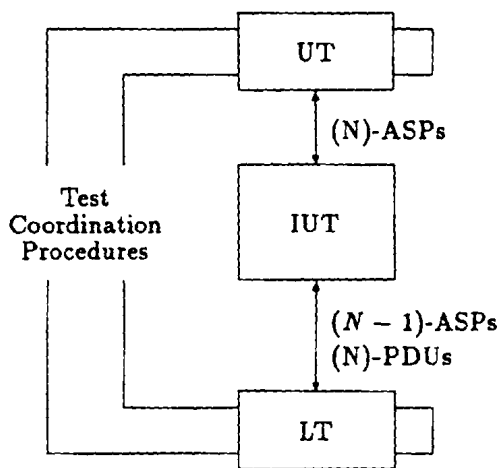 UT
(N)-ASPs
Test
Coordination
Procedures
IUT
(N − 1)-ASPs
(N)-PDUs
LT